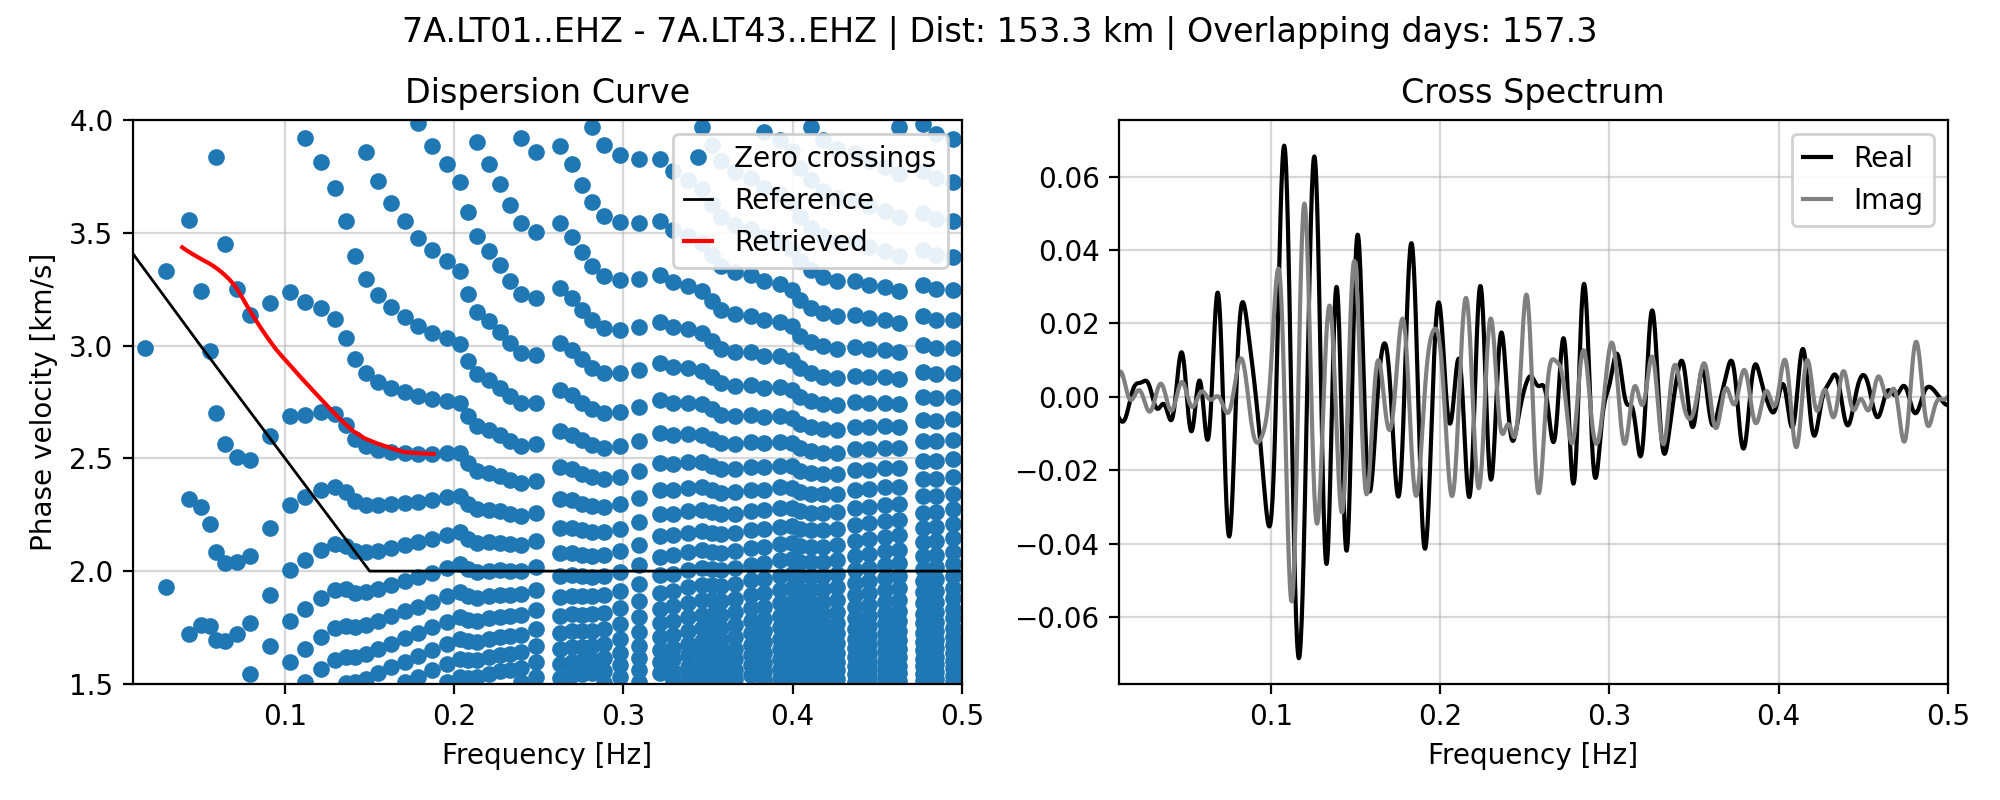 7A.LT01..EHZ - 7A.LT43..EHZ | Dist: 153.3 km | Overlapping days: 157.3
Dispersion Curve
4.0
3.5
3.0
2.5
2.0
1.5
Phase velocity [km/s]
0.1 0.2 0.3 0.4 0.5
Frequency [Hz]
Zero crossings
Reference
Retrieved
Cross Spectrum
0.06
0.04
0.02
0.00
−0.02
−0.04
−0.06
0.1 0.2 0.3 0.4 0.5
Frequency [Hz]
Real
Imag